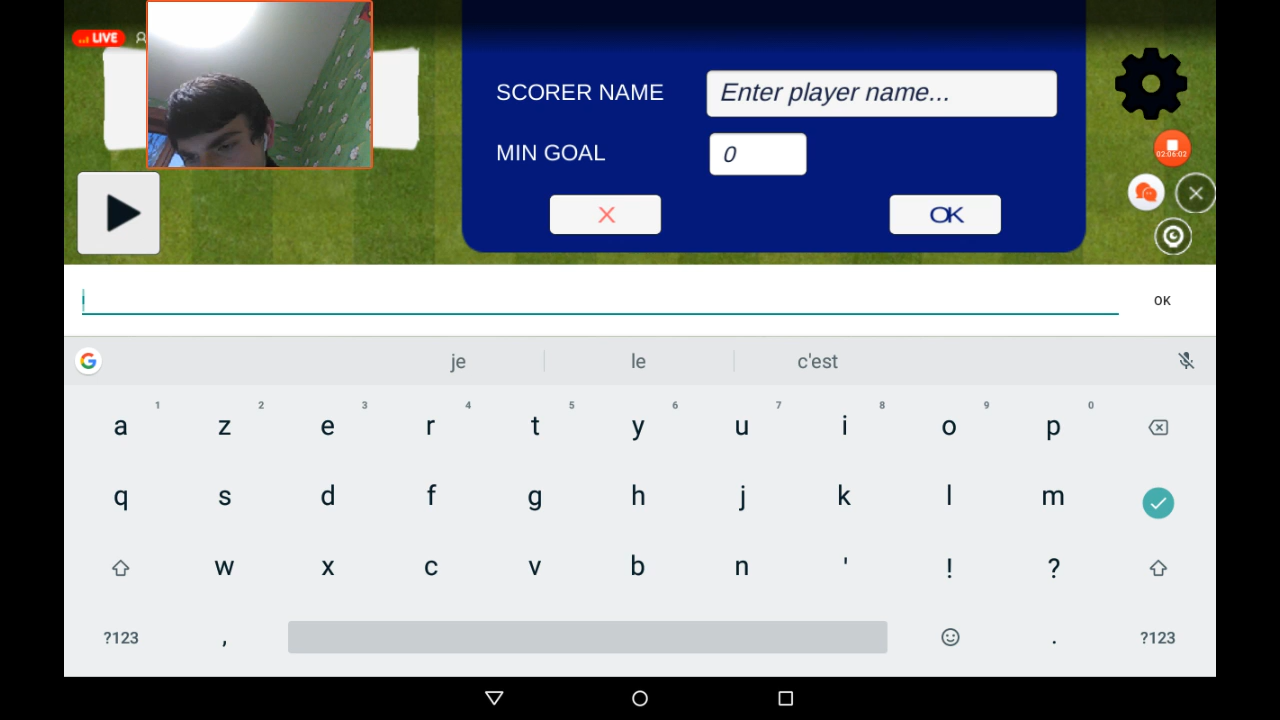 LIVE
SCORER NAME Enter player name...
MIN GOAL 0
02:06:02
X OK
OK
je le c'est
1 2 3 4 5 6 7 8 9 0
a z e r t y u i o p
q s d f g h j k l m
w x c v b n ' ! ?
?123 , . ?123